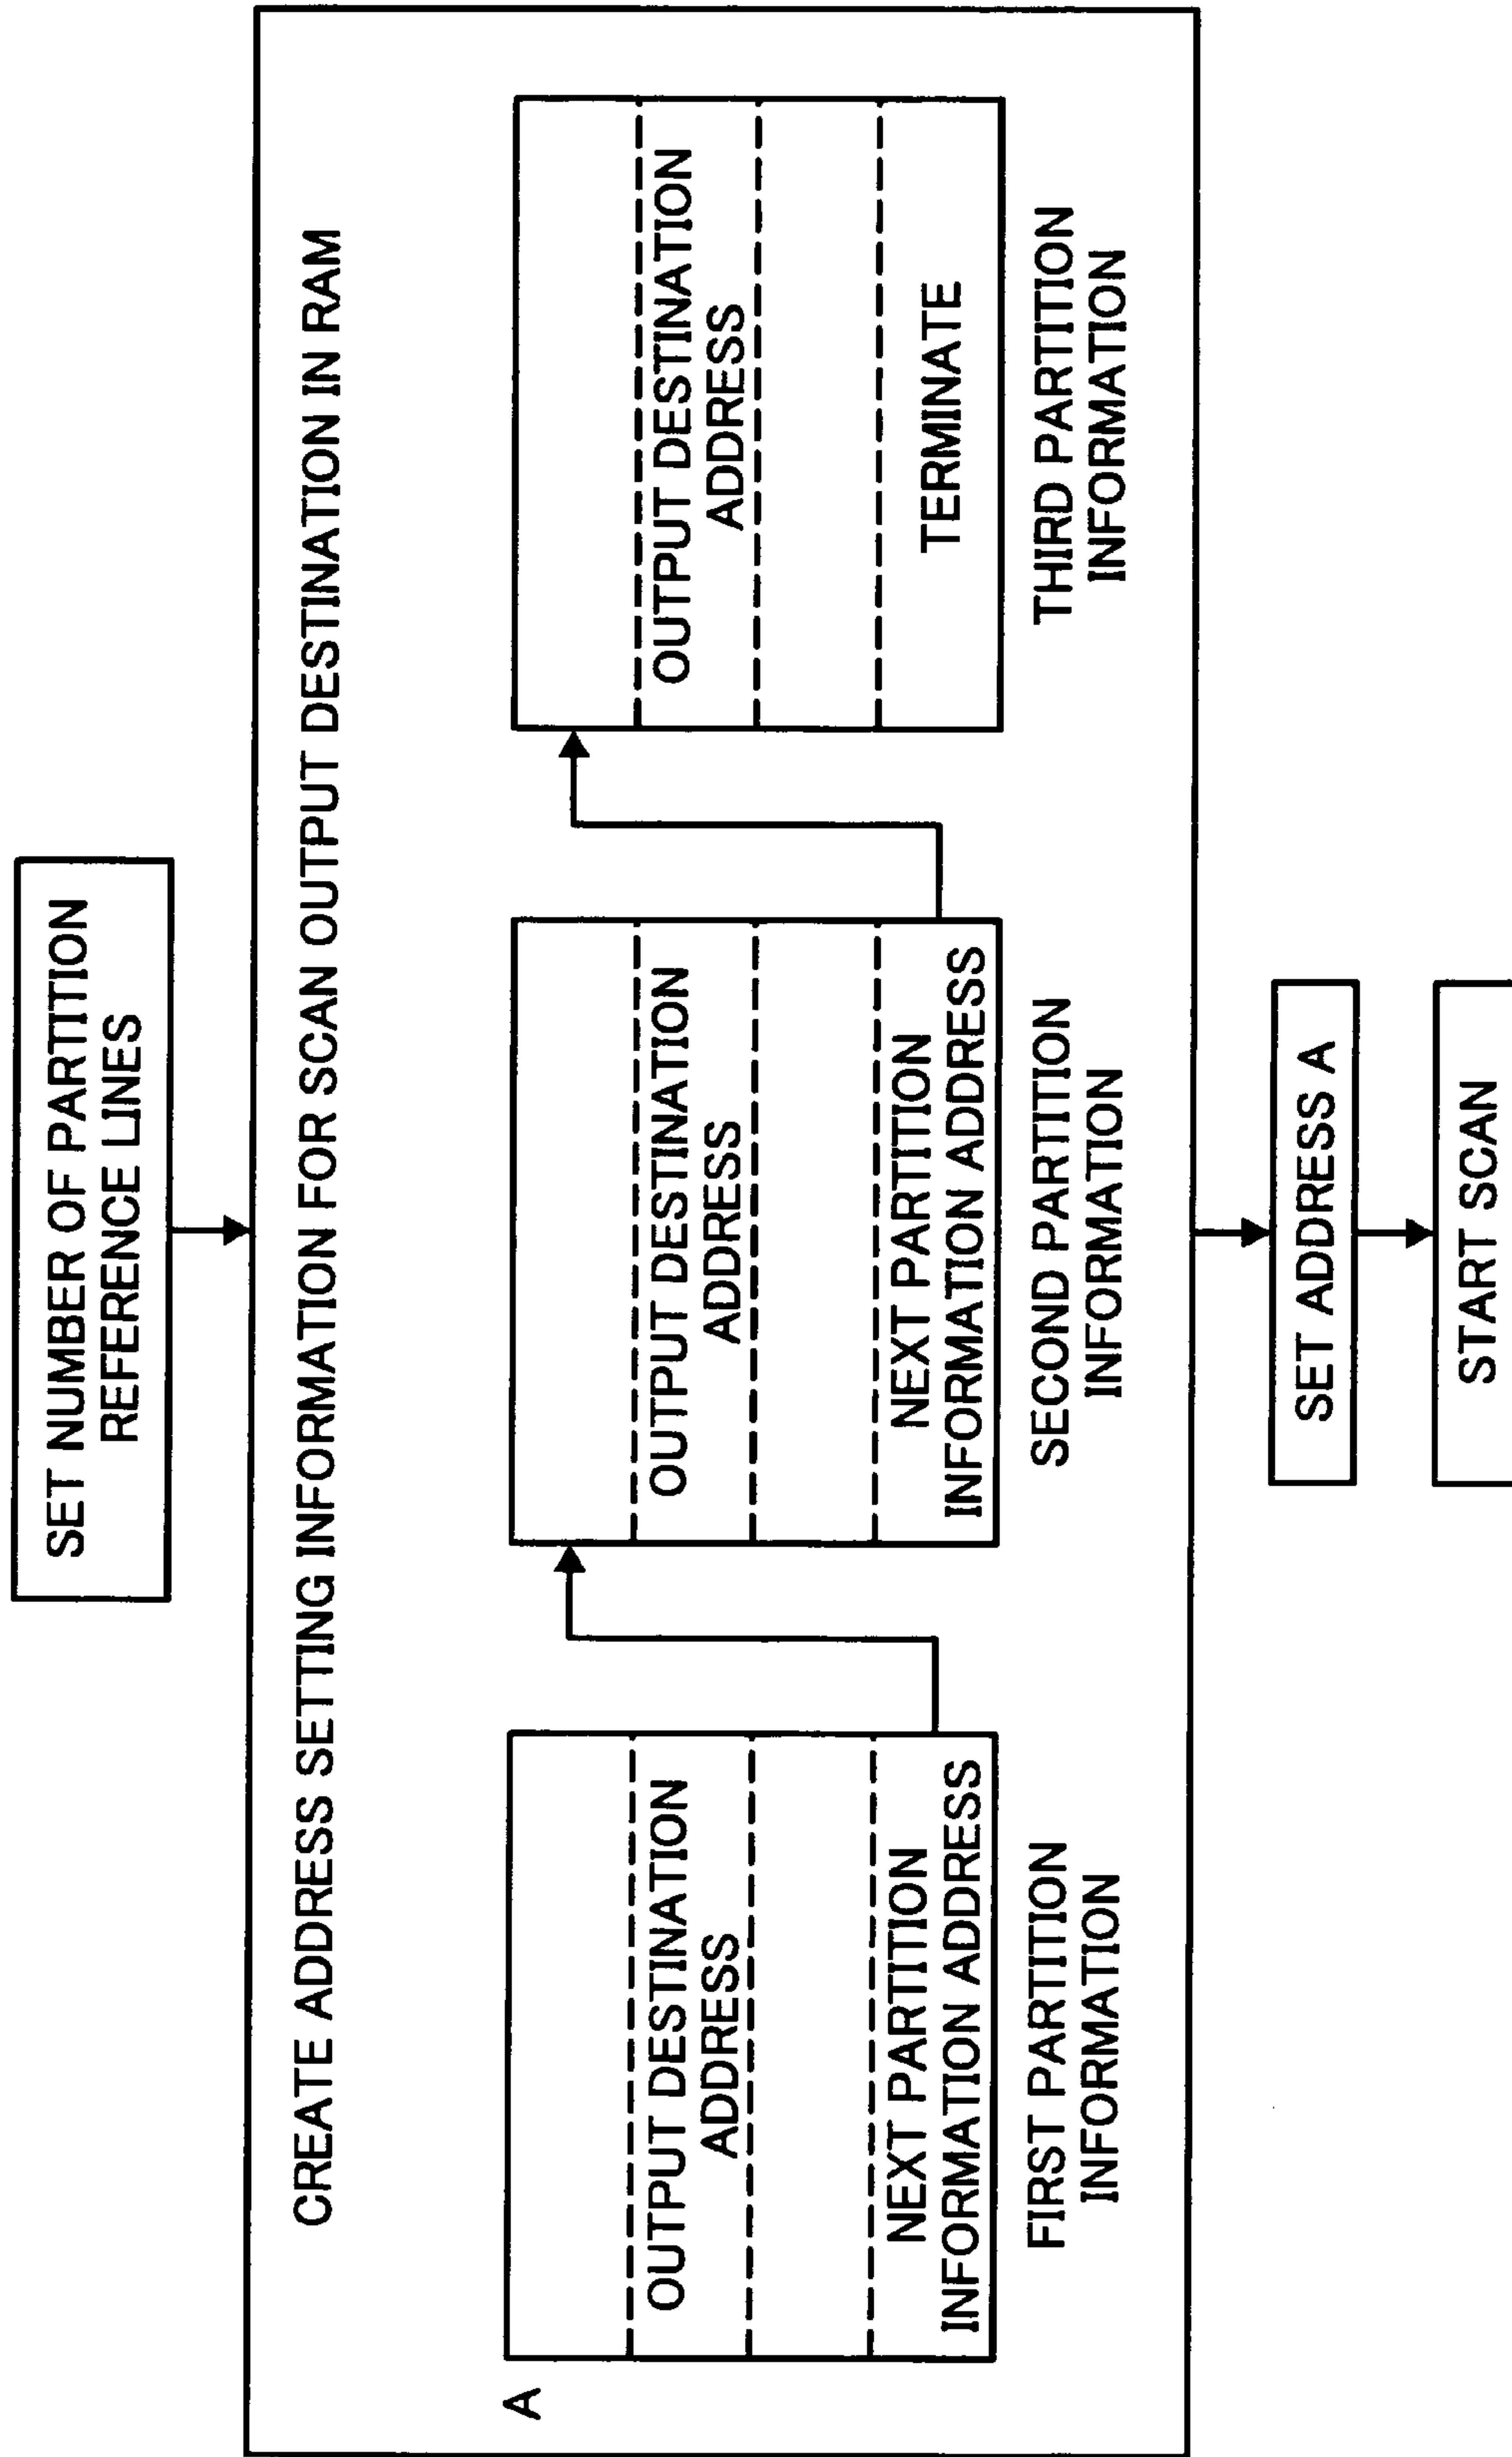 SET NUMBER OF PARTITION
REFERENCE LINES
CREATE ADDRESS SETTING INFORMATION FOR SCAN OUTPUT DESTINATION IN RAM
A
OUTPUT DESTINATION
ADDRESS
NEXT PARTITION
INFORMATION ADDRESS
FIRST PARTITION
INFORMATION
OUTPUT DESTINATION
ADDRESS
NEXT PARTITION
INFORMATION ADDRESS
SECOND PARTITION
INFORMATION
OUTPUT DESTINATION
ADDRESS
TERMINATE
THIRD PARTITION
INFORMATION
SET ADDRESS A
START SCAN